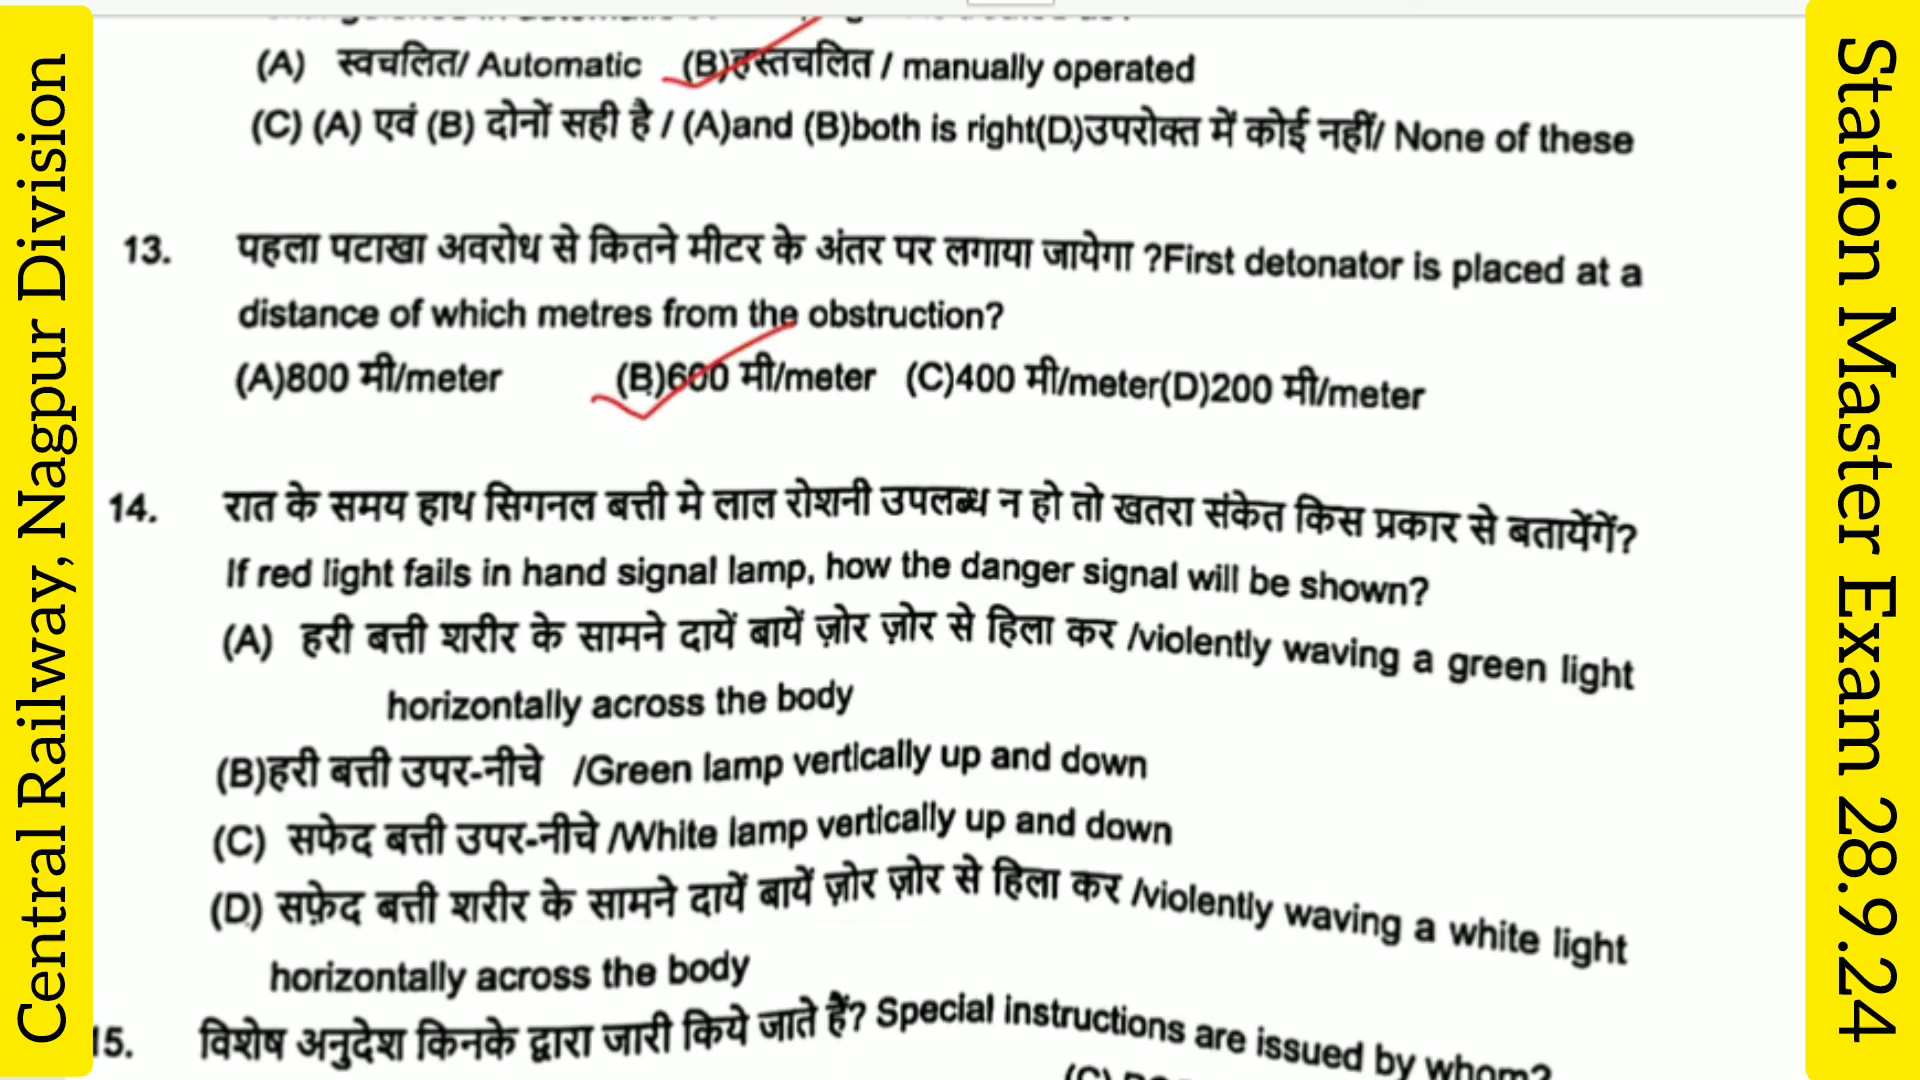 Central Railway, Nagpur Division
(A) स्वचलित/ Automatic (B)हस्तचलित / manually operated
(C) (A) एवं (B) दोनों सही है / (A)and (B)both is right(D)उपरोक्त में कोई नहीं/ None of these
13. पहला पटाखा अवरोध से कितने मीटर के अंतर पर लगाया जायेगा ?First detonator is placed at a
distance of which metres from the obstruction?
(A)800 मी/meter (B)600 मी/meter (C)400 मी/meter(D)200 मी/meter
14. रात के समय हाथ सिगनल बत्ती मे लाल रोशनी उपलब्ध न हो तो खतरा संकेत किस प्रकार से बतायेंगें?
If red light fails in hand signal lamp, how the danger signal will be shown?
(A) हरी बत्ती शरीर के सामने दायें बायें ज़ोर ज़ोर से हिला कर /violently waving a green light
horizontally across the body
(B)हरी बत्ती उपर-नीचे /Green lamp vertically up and down
(C) सफेद बत्ती उपर-नीचे /White lamp vertically up and down
(D) सफ़ेद बत्ती शरीर के सामने दायें बायें ज़ोर ज़ोर से हिला कर /violently waving a white light
horizontally across the body
15. विशेष अनुदेश किनके द्वारा जारी किये जाते हैं? Special instructions are issued by whom?
Station Master Exam 28.9.24